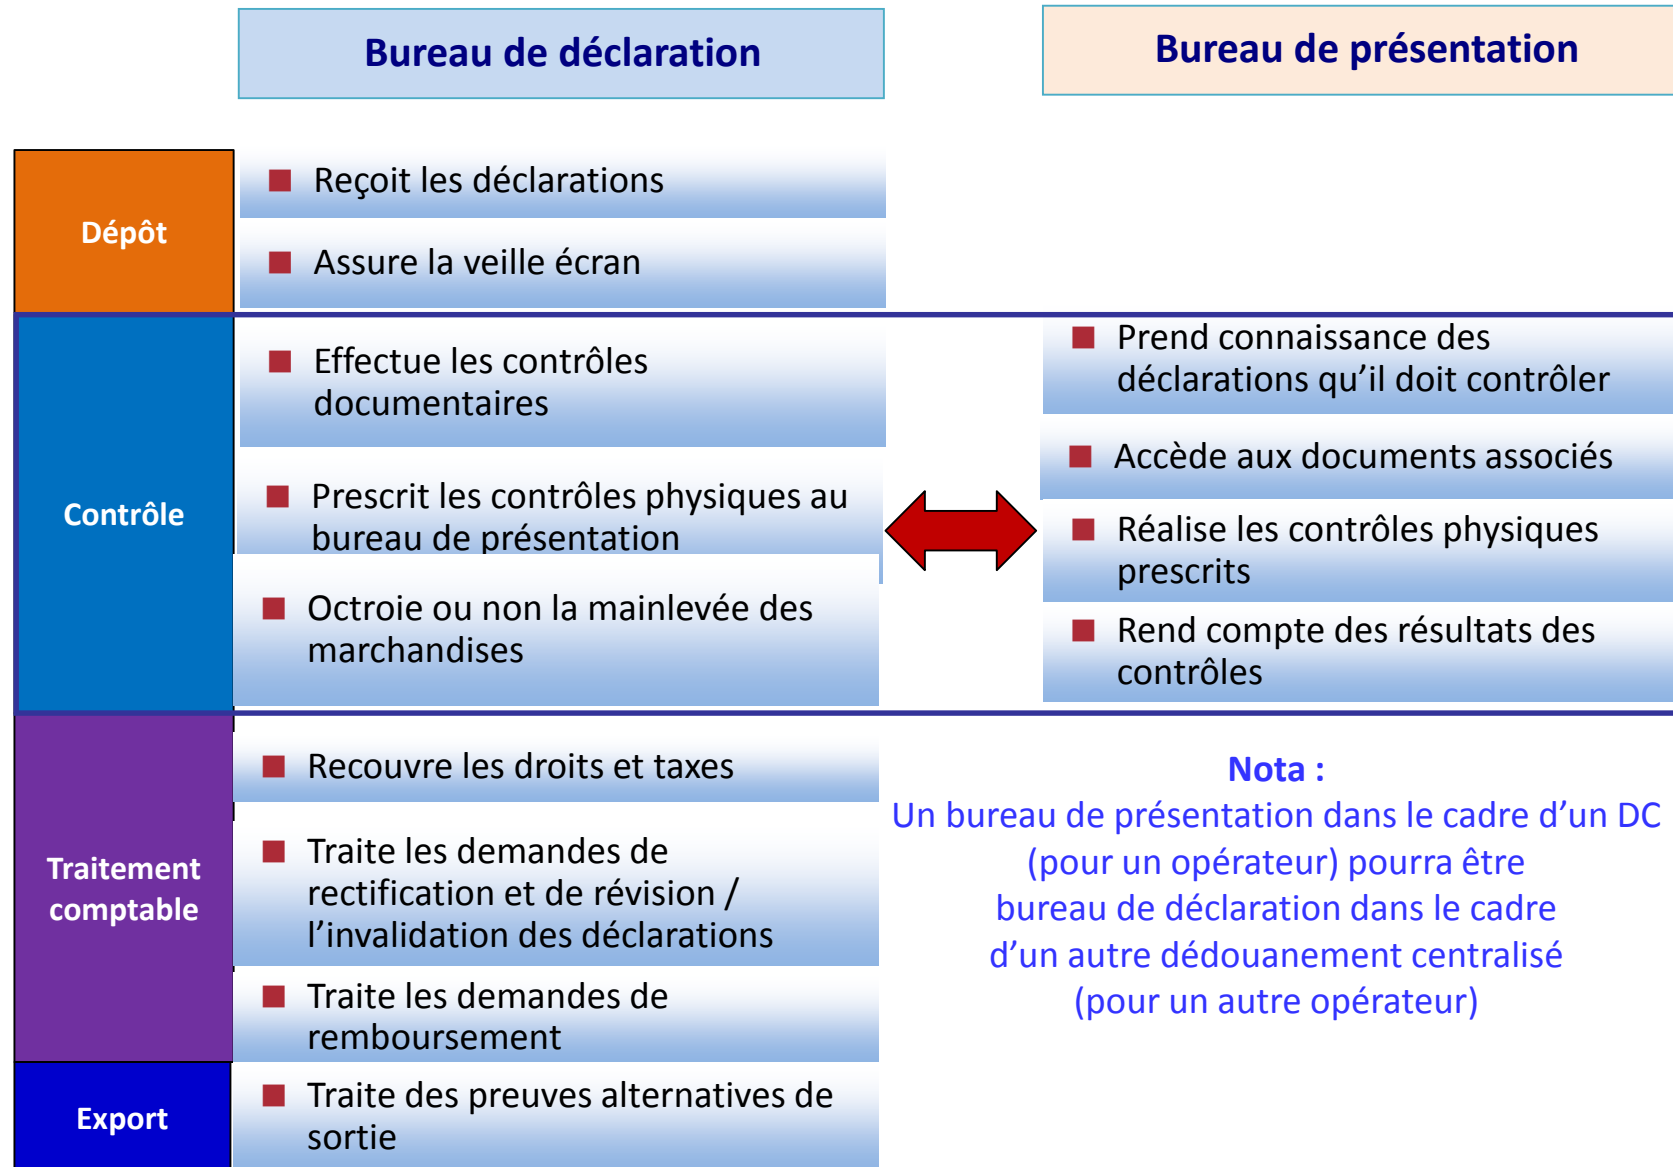 Bureau de déclaration
Bureau de présentation
Dépôt
■ Reçoit les déclarations
■ Assure la veille écran
Contrôle
■ Effectue les contrôles
documentaires
■ Prescrit les contrôles physiques au
bureau de présentation
■ Octroie ou non la mainlevée des
marchandises
■ Prend connaissance des
déclarations qu’il doit contrôler
■ Accède aux documents associés
■ Réalise les contrôles physiques
prescrits
■ Rend compte des résultats des
contrôles
Traitement
comptable
■ Recouvre les droits et taxes
■ Traite les demandes de
rectification et de révision /
l’invalidation des déclarations
■ Traite les demandes de
remboursement
Nota :
Un bureau de présentation dans le cadre d’un DC
(pour un opérateur) pourra être
bureau de déclaration dans le cadre
d’un autre dédouanement centralisé
(pour un autre opérateur)
Export
■ Traite des preuves alternatives de
sortie